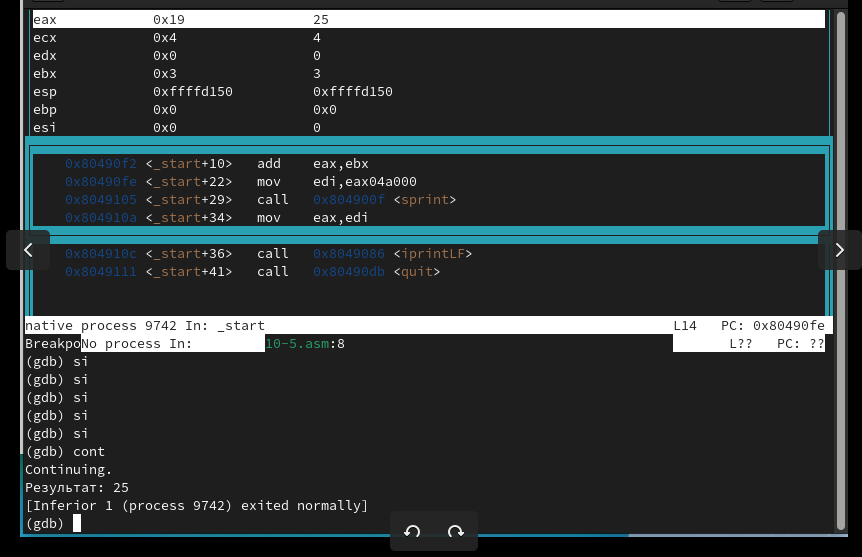 eax 0x19 25
ecx 0x4 4
edx 0x0 0
ebx 0x3 3
esp 0xffffd150 0xffffd150
ebp 0x0 0x0
esi 0x0 0
0x80490f2 <_start+10> add eax,ebx
0x80490fe <_start+22> mov edi,eax04a000
0x8049105 <_start+29> call 0x804900f <sprint>
0x804910a <_start+34> mov eax,edi
0x804910c <_start+36> call 0x8049086 <iprintLF>
0x8049111 <_start+41> call 0x80490db <quit>
native process 9742 In: _start L14 PC: 0x80490fe
BreakpoNo process In: 10-5.asm:8 L?? PC: ??
(gdb) si
(gdb) si
(gdb) si
(gdb) si
(gdb) si
(gdb) cont
Continuing.
Результат: 25
[Inferior 1 (process 9742) exited normally]
(gdb)